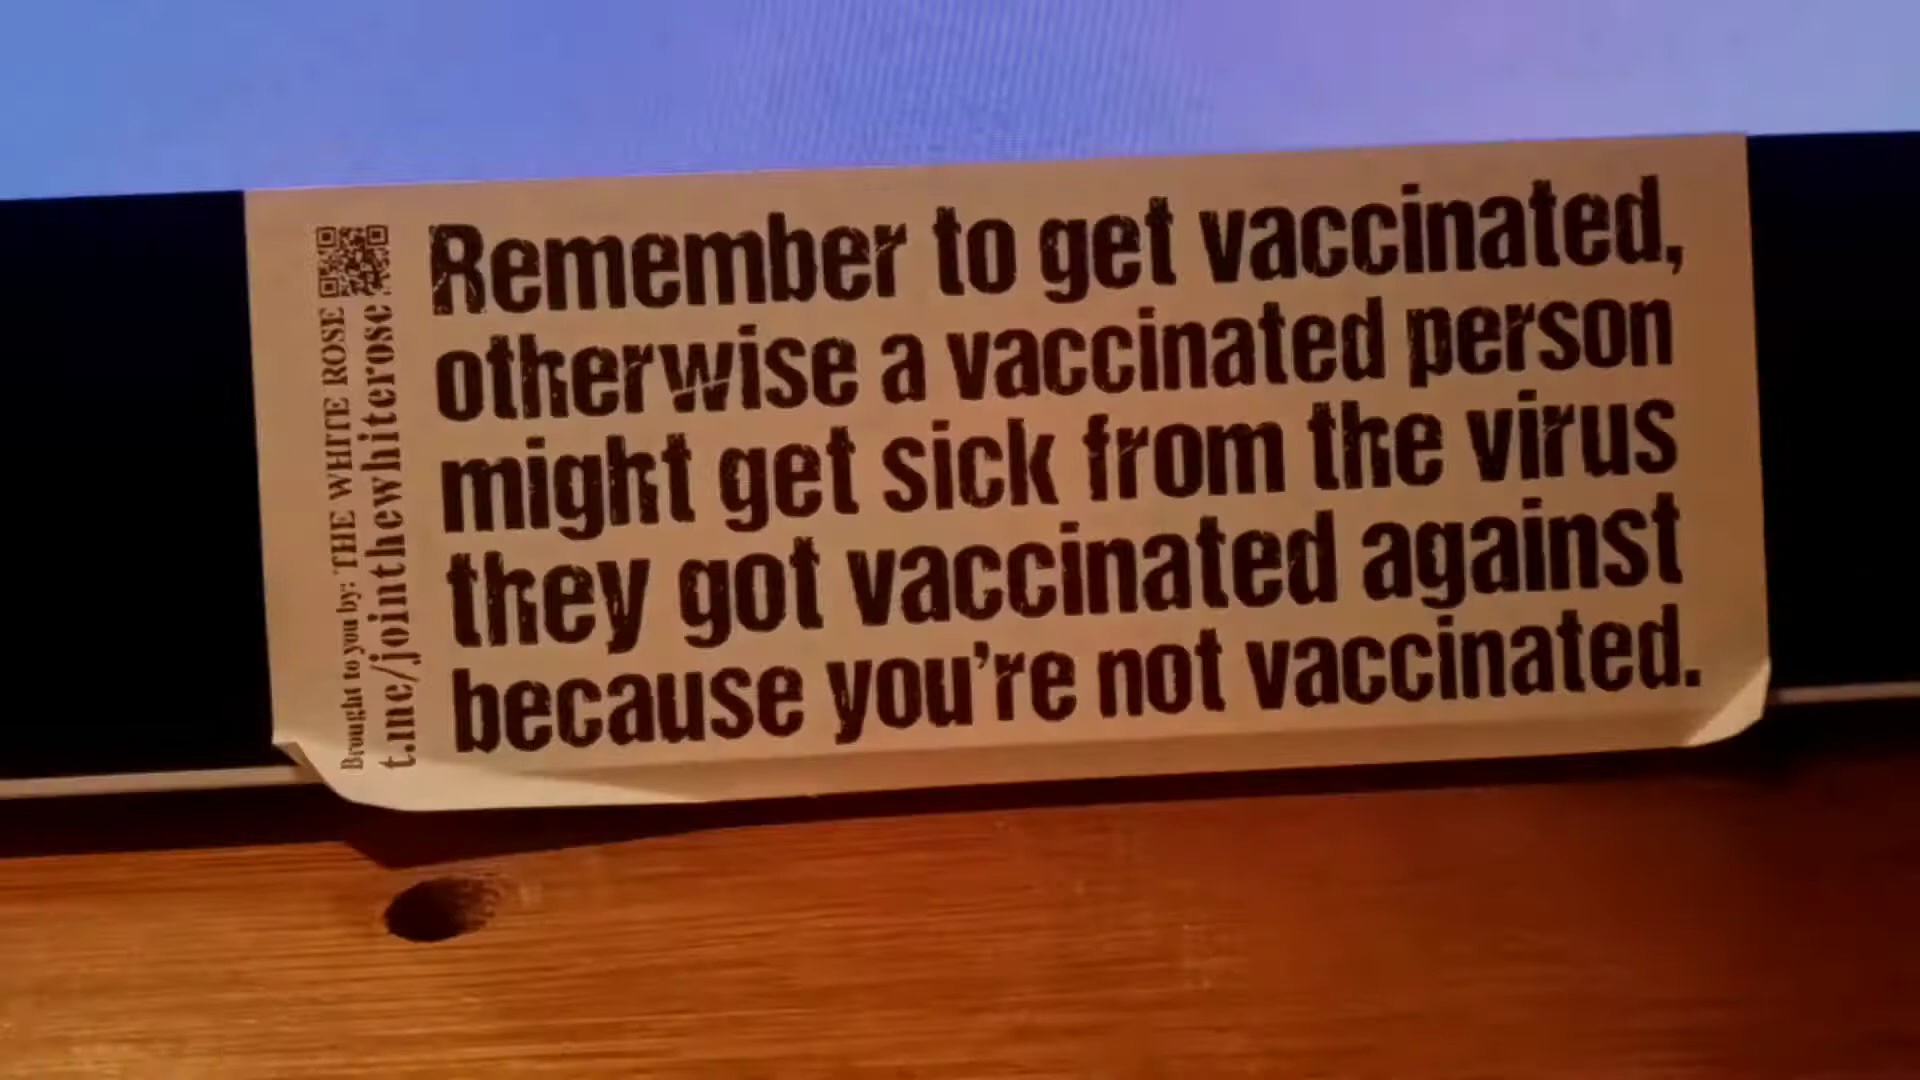 Brought to you by: THE WHITE ROSE
t.me/jointhewhiterose
Remember to get vaccinated,
otherwise a vaccinated person
might get sick from the virus
they got vaccinated against
because you're not vaccinated.